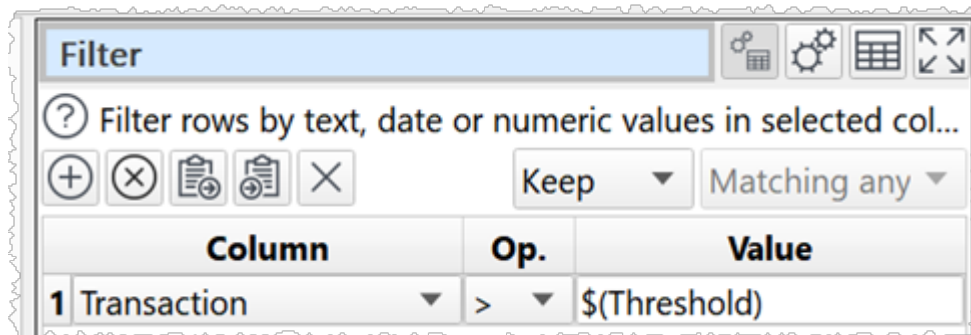 Filter
? Filter rows by text, date or numeric values in selected col...
Keep Matching any
Column Op. Value
1 Transaction > $(Threshold)